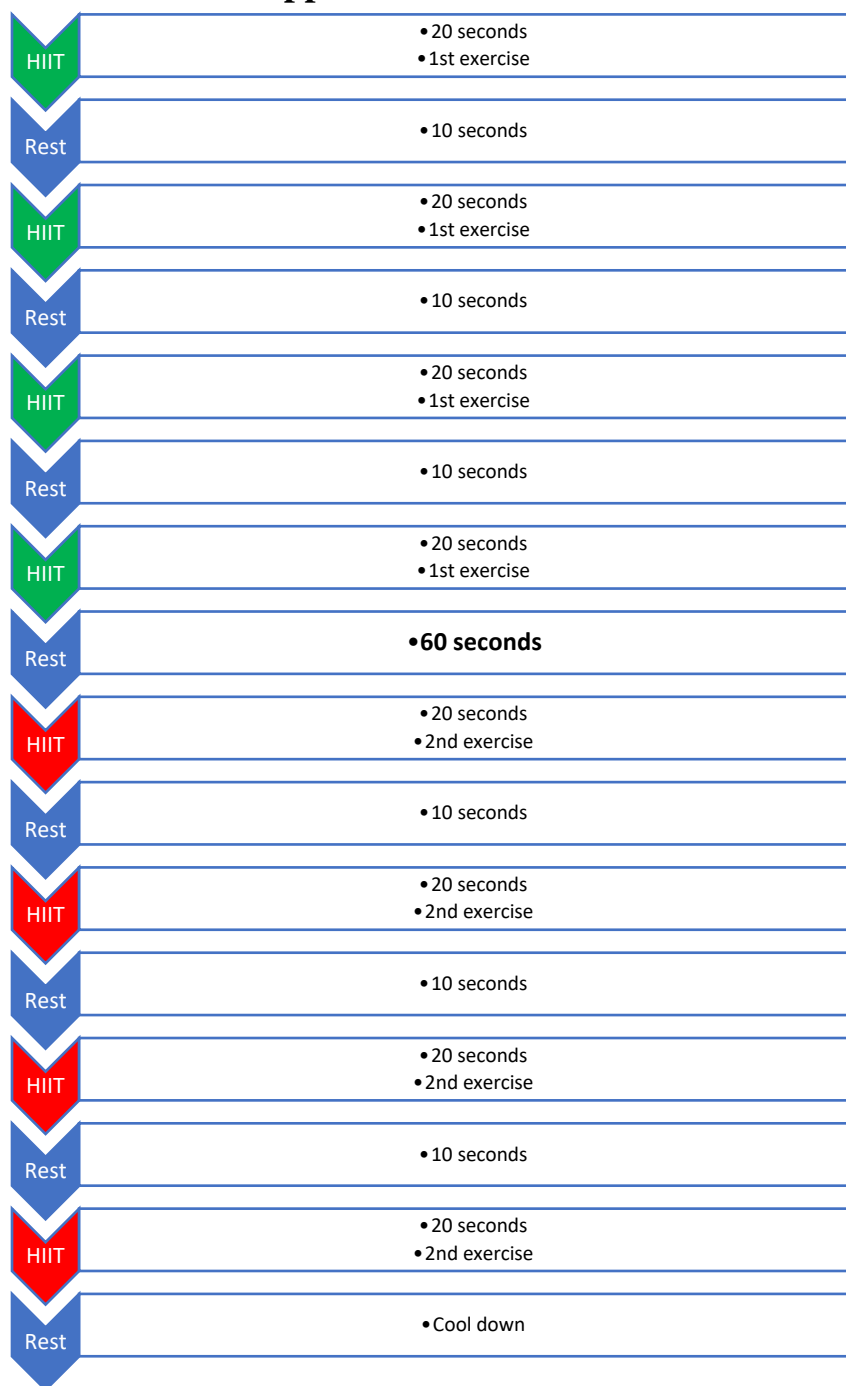 HIIT
•20 seconds
•1st exercise
Rest
•10 seconds
HIIT
•20 seconds
•1st exercise
Rest
•10 seconds
HIIT
•20 seconds
•1st exercise
Rest
•10 seconds
HIIT
•20 seconds
•1st exercise
Rest
•60 seconds
HIIT
•20 seconds
•2nd exercise
Rest
•10 seconds
HIIT
•20 seconds
•2nd exercise
Rest
•10 seconds
HIIT
•20 seconds
•2nd exercise
Rest
•10 seconds
HIIT
•20 seconds
•2nd exercise
Rest
•Cool down